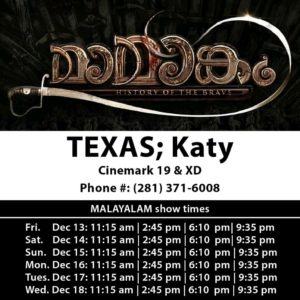 മാമാങ്കം
HISTORY OF THE BRAVE
TEXAS; Katy
Cinemark 19 & XD
Phone #: (281) 371-6008
MALAYALAM show times
Fri. Dec 13: 11:15 am | 2:45 pm | 6:10 pm| 9:35 pm
Sat. Dec 14: 11:15 am | 2:45 pm | 6:10 pm | 9:35 pm
Sun. Dec 15: 11:15 am | 2:45 pm | 6:10 pm | 9:35 pm
Mon. Dec 16: 11:15 am | 2:45 pm | 6:10 pm | 9:35 pm
Tues. Dec 17: 11:15 am | 2:45 pm | 6:10 pm | 9:35 pm
Wed. Dec 18: 11:15 am | 2:45 pm | 6:10 pm | 9:35 pm